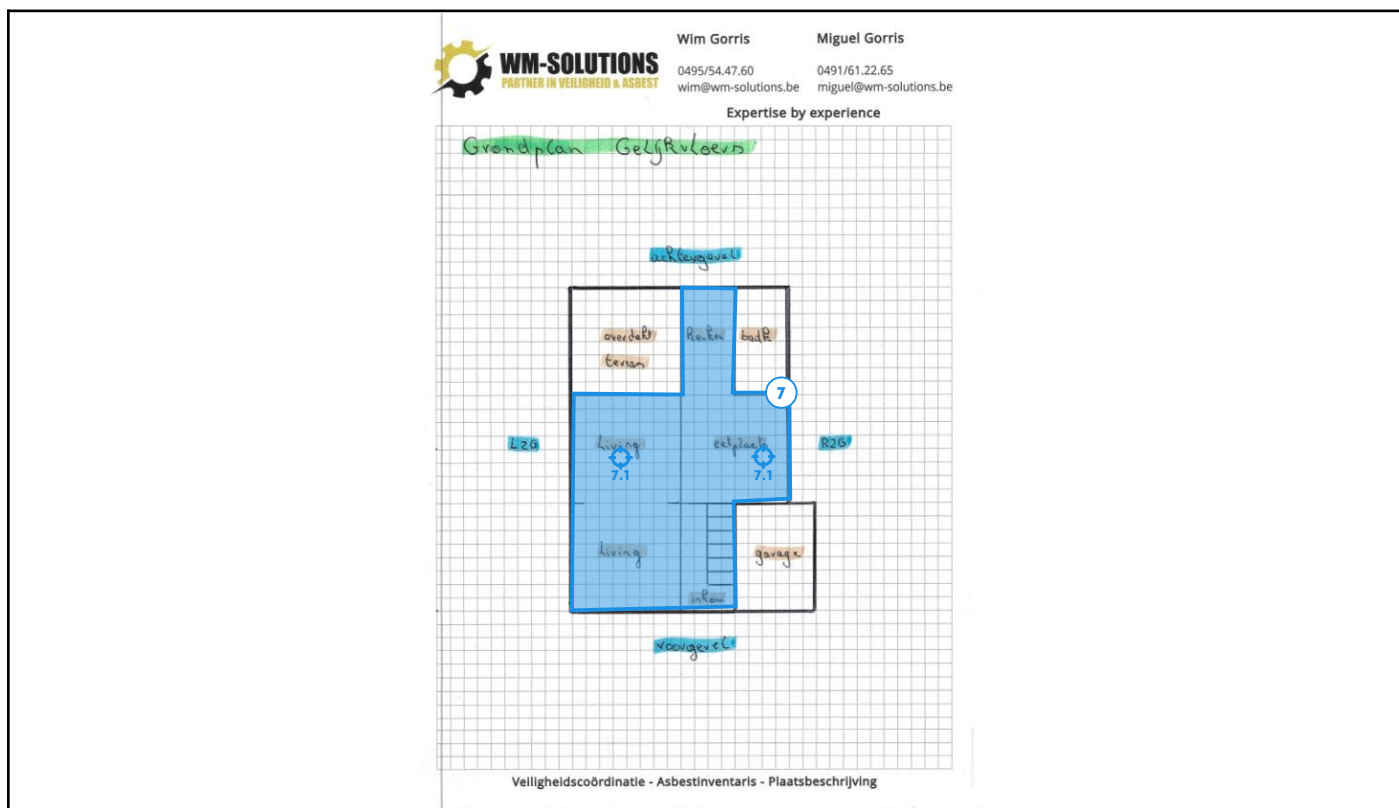 WM-SOLUTIONS
PARTNER IN VEILIGHEID & ASBEST
Wim Gorris
0495/54.47.60
wim@wm-solutions.be
Miguel Gorris
0491/61.22.65
miguel@wm-solutions.be
Expertise by experience
Grondplan Gelijkvloers
achtergevel
overdekt
terras
keuken
badk
7
L2G
Living
7.1
eetplaats
7.1
R2G
Living
garage
inkom
voorgevel
Veiligheidscoördinatie - Asbestinventaris - Plaatsbeschrijving